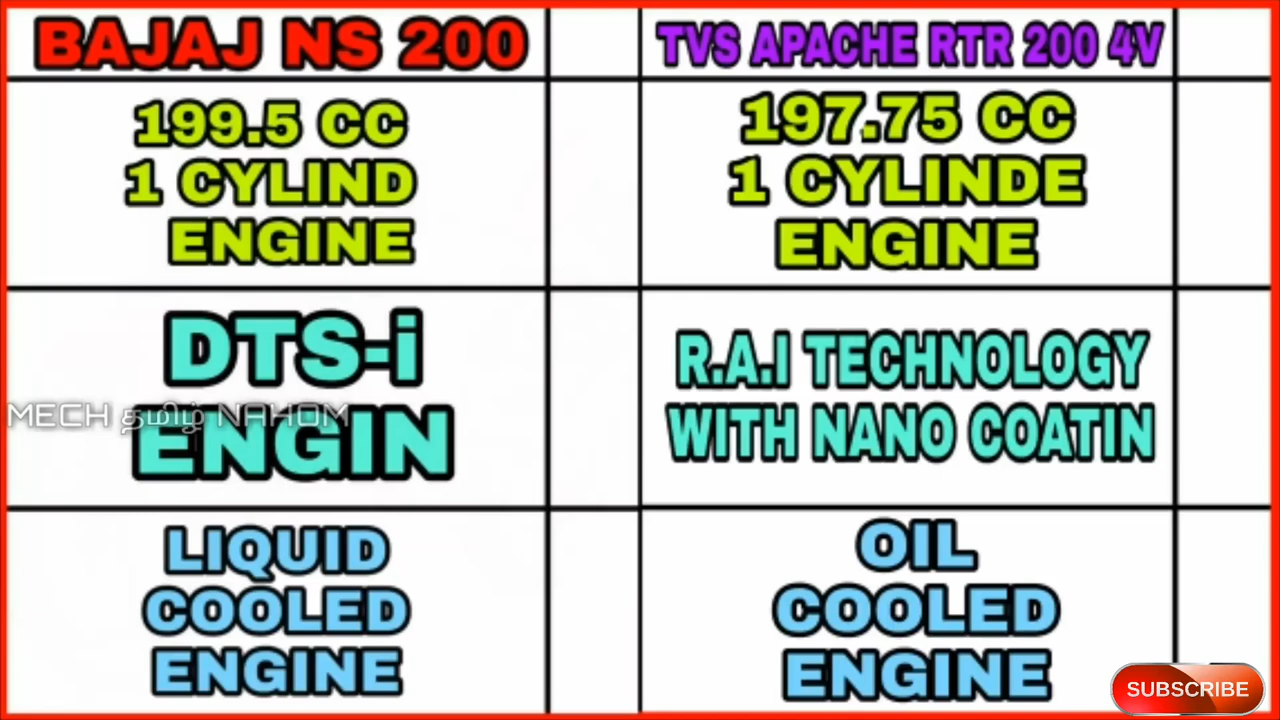 BAJAJ NS 200
TVS APACHE RTR 200 4V
199.5 CC
1 CYLIND
ENGINE
197.75 CC
1 CYLINDE
ENGINE
DTS-i
ENGIN
R.A.I TECHNOLOGY
WITH NANO COATIN
MECH தமிழ் NAHOM
LIQUID
COOLED
ENGINE
OIL
COOLED
ENGINE
SUBSCRIBE